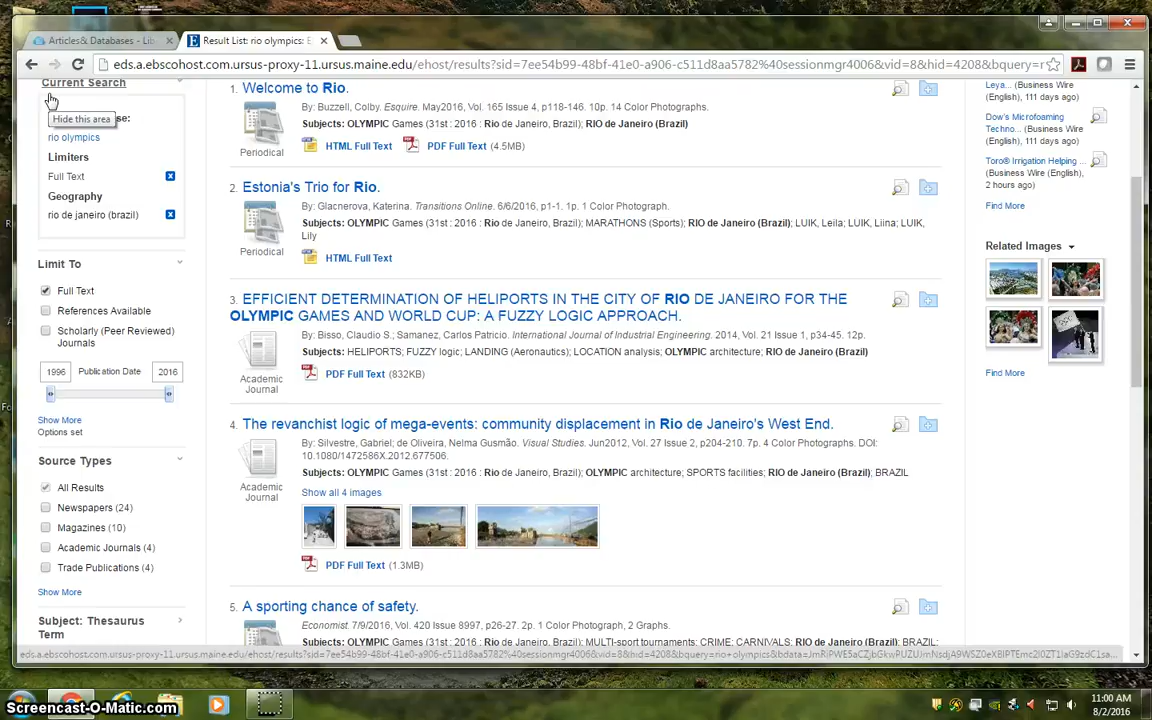 Articles& Databases - Lib
Result List: rio olympics: E
eds.a.ebscohost.com.ursus-proxy-11.ursus.maine.edu/ehost/results?sid=7ee54b99-48bf-41e0-a906-c511d8aa5782%40sessionmgr4006&vid=8&hid=4208&bquery=r
Current Search
Hide this area
se:
rio olympics
Limiters
Full Text
Geography
rio de janeiro (brazil)
Limit To
Full Text
References Available
Scholarly (Peer Reviewed)
Journals
1996 Publication Date 2016
Show More
Options set
Source Types
All Results
Newspapers (24)
Magazines (10)
Academic Journals (4)
Trade Publications (4)
Show More
Subject: Thesaurus
Term
1. Welcome to Rio.
By: Buzzell, Colby. Esquire. May2016, Vol. 165 Issue 4, p118-146. 10p. 14 Color Photographs.
Subjects: OLYMPIC Games (31st : 2016 : Rio de Janeiro, Brazil); RIO de Janeiro (Brazil)
Periodical
HTML Full Text PDF Full Text (4.5MB)
2. Estonia's Trio for Rio.
By: Glacnerova, Katerina. Transitions Online. 6/6/2016, p1-1. 1p. 1 Color Photograph.
Subjects: OLYMPIC Games (31st : 2016 : Rio de Janeiro, Brazil); MARATHONS (Sports); RIO de Janeiro (Brazil); LUIK, Leila; LUIK, Liina; LUIK,
Lily
Periodical
HTML Full Text
3. EFFICIENT DETERMINATION OF HELIPORTS IN THE CITY OF RIO DE JANEIRO FOR THE
OLYMPIC GAMES AND WORLD CUP: A FUZZY LOGIC APPROACH.
By: Bisso, Claudio S.; Samanez, Carlos Patricio. International Journal of Industrial Engineering. 2014, Vol. 21 Issue 1, p34-45. 12p.
Subjects: HELIPORTS; FUZZY logic; LANDING (Aeronautics); LOCATION analysis; OLYMPIC architecture; RIO de Janeiro (Brazil)
Academic
Journal
PDF Full Text (832KB)
4. The revanchist logic of mega-events: community displacement in Rio de Janeiro's West End.
By: Silvestre, Gabriel; de Oliveira, Nelma Gusmão. Visual Studies. Jun2012, Vol. 27 Issue 2, p204-210. 7p. 4 Color Photographs. DOI:
10.1080/1472586X.2012.677506.
Subjects: OLYMPIC Games (31st : 2016 : Rio de Janeiro, Brazil); OLYMPIC architecture; SPORTS facilities; RIO de Janeiro (Brazil); BRAZIL
Academic
Journal
Show all 4 images
PDF Full Text (1.3MB)
5. A sporting chance of safety.
Economist. 7/9/2016, Vol. 420 Issue 8997, p26-27. 2p. 1 Color Photograph, 2 Graphs.
Subjects: OLYMPIC Games (31st : 2016 : Rio de Janeiro, Brazil); MULTI-sport tournaments; CRIME; CARNIVALS; RIO de Janeiro (Brazil); BRAZIL;
Leya... (Business Wire
(English), 111 days ago)
Dow's Microfoaming
Techno... (Business Wire
(English), 111 days ago)
Toro® Irrigation Helping ...
(Business Wire (English),
2 hours ago)
Find More
Related Images
Find More
11:00 AM
8/2/2016
Screencast-O-Matic.com